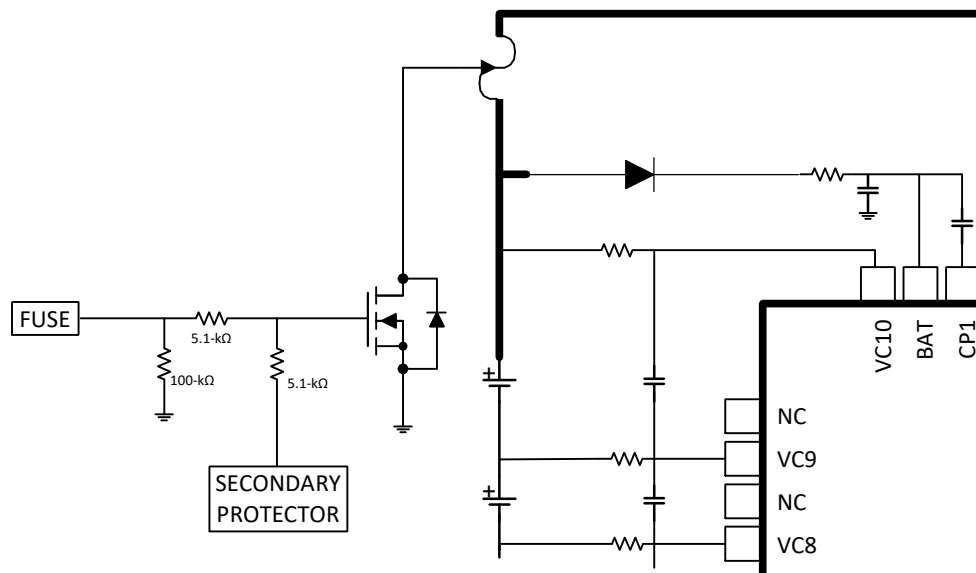 FUSE
5.1-kΩ
100-kΩ
5.1-kΩ
SECONDARY
PROTECTOR
+
+
VC10
BAT
CP1
NC
VC9
NC
VC8